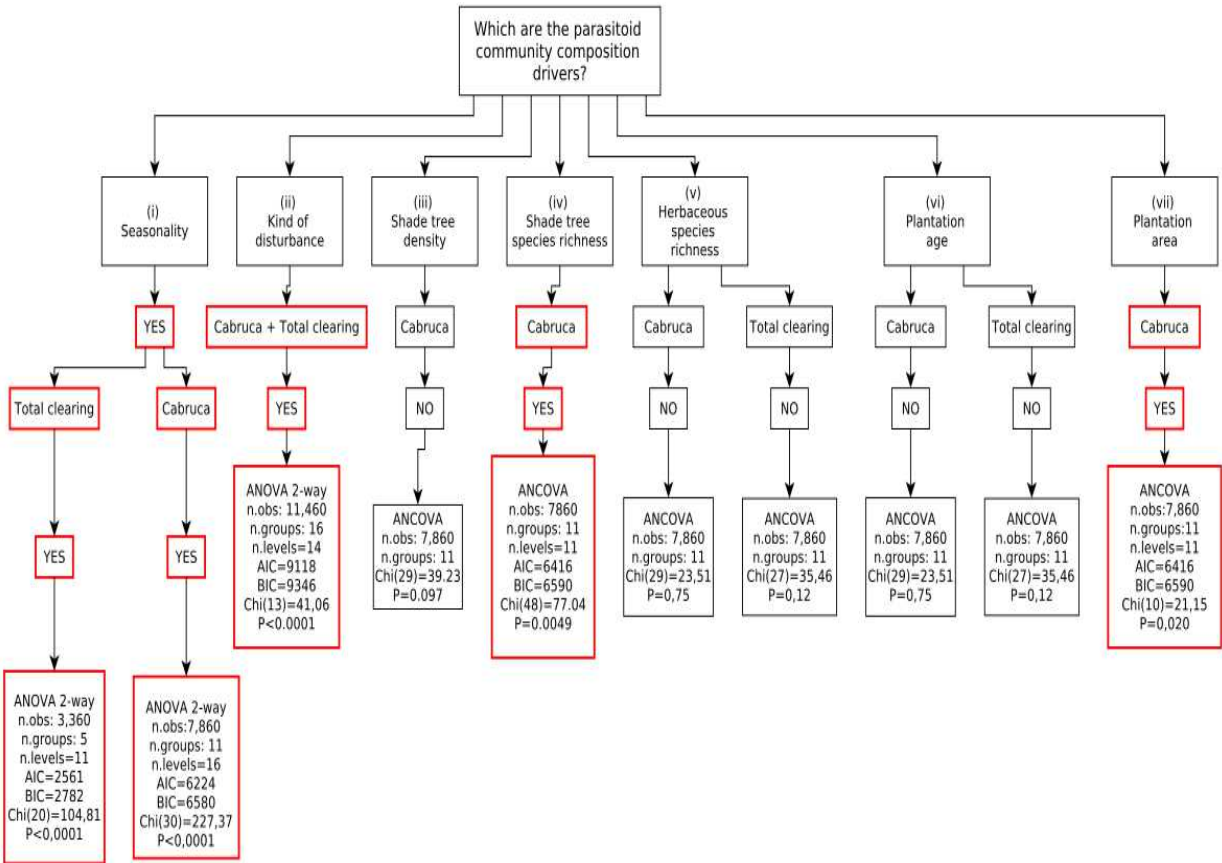 Which are the parasitoid
community composition
drivers?
(i)
Seasonality
(ii)
Kind of
disturbance
(iii)
Shade tree
density
(iv)
Shade tree
species richness
(v)
Herbaceous
species
richness
(vi)
Plantation
age
(vii)
Plantation
area
YES
Cabruca + Total clearing
Cabruca
Cabruca
Cabruca
Total clearing
Cabruca
Total clearing
Cabruca
Total clearing
Cabruca
YES
NO
YES
NO
NO
NO
NO
YES
YES
YES
ANOVA 2-way
n.obs: 11,460
n.groups: 16
n.levels=14
AIC=9118
BIC=9346
Chi(13)=41,06
P<0.0001
ANCOVA
n.obs: 7,860
n.groups: 11
Chi(29)=39.23
P=0.097
ANCOVA
n.obs: 7860
n.groups: 11
n.levels=11
AIC=6416
BIC=6590
Chi(48)=77.04
P=0.0049
ANCOVA
n.obs: 7,860
n.groups: 11
Chi(29)=23,51
P=0,75
ANCOVA
n.obs: 7,860
n.groups: 11
Chi(27)=35,46
P=0,12
ANCOVA
n.obs: 7,860
n.groups: 11
Chi(29)=23,51
P=0,75
ANCOVA
n.obs: 7,860
n.groups: 11
Chi(27)=35,46
P=0,12
ANCOVA
n.obs:7,860
n.groups:11
n.levels=11
AIC=6416
BIC=6590
Chi(10)=21,15
P=0,020
ANOVA 2-way
n.obs: 3,360
n.groups: 5
n.levels=11
AIC=2561
BIC=2782
Chi(20)=104,81
P<0,0001
ANOVA 2-way
n.obs:7,860
n.groups: 11
n.levels=16
AIC=6224
BIC=6580
Chi(30)=227,37
P<0,0001